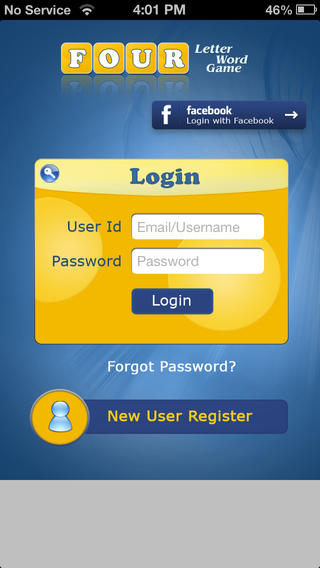 No Service 4:01 PM 46%
FOUR Letter
Word
Game
facebook
Login with Facebook
Login
User Id Email/Username
Password Password
Login
Forgot Password?
New User Register